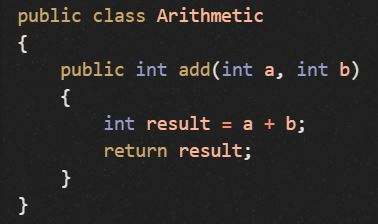 public class Arithmetic
{
    public int add(int a, int b)
    {
        int result = a + b;
        return result;
    }
}